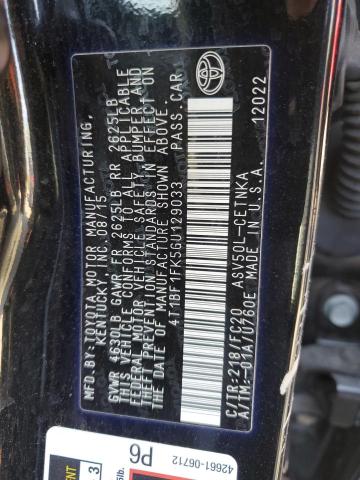 MFD.BY:TOYOTA MOTOR MANUFACTURING,
KENTUCKY, INC. 08/15
GVWR 4630LB GAWR FR 2625LB RR 2625LB
THIS VEHICLE COMFORMS TO ALL APPLICABLE
FEDERAL MOTOR VEHICLE SAFETY, BUMPER AND
THEFT PREVENTION STANDARDS IN EFFECT ON
THE DATE OF MANUFACTURE SHOWN ABOVE.
4T1BF1FK5GU129033 PASS. CAR
C/TR:218/FC20 ASV50L-CETNKA
A/TM:-01A/U760E MADE IN U.S.A.
12022
42661-06712
P6